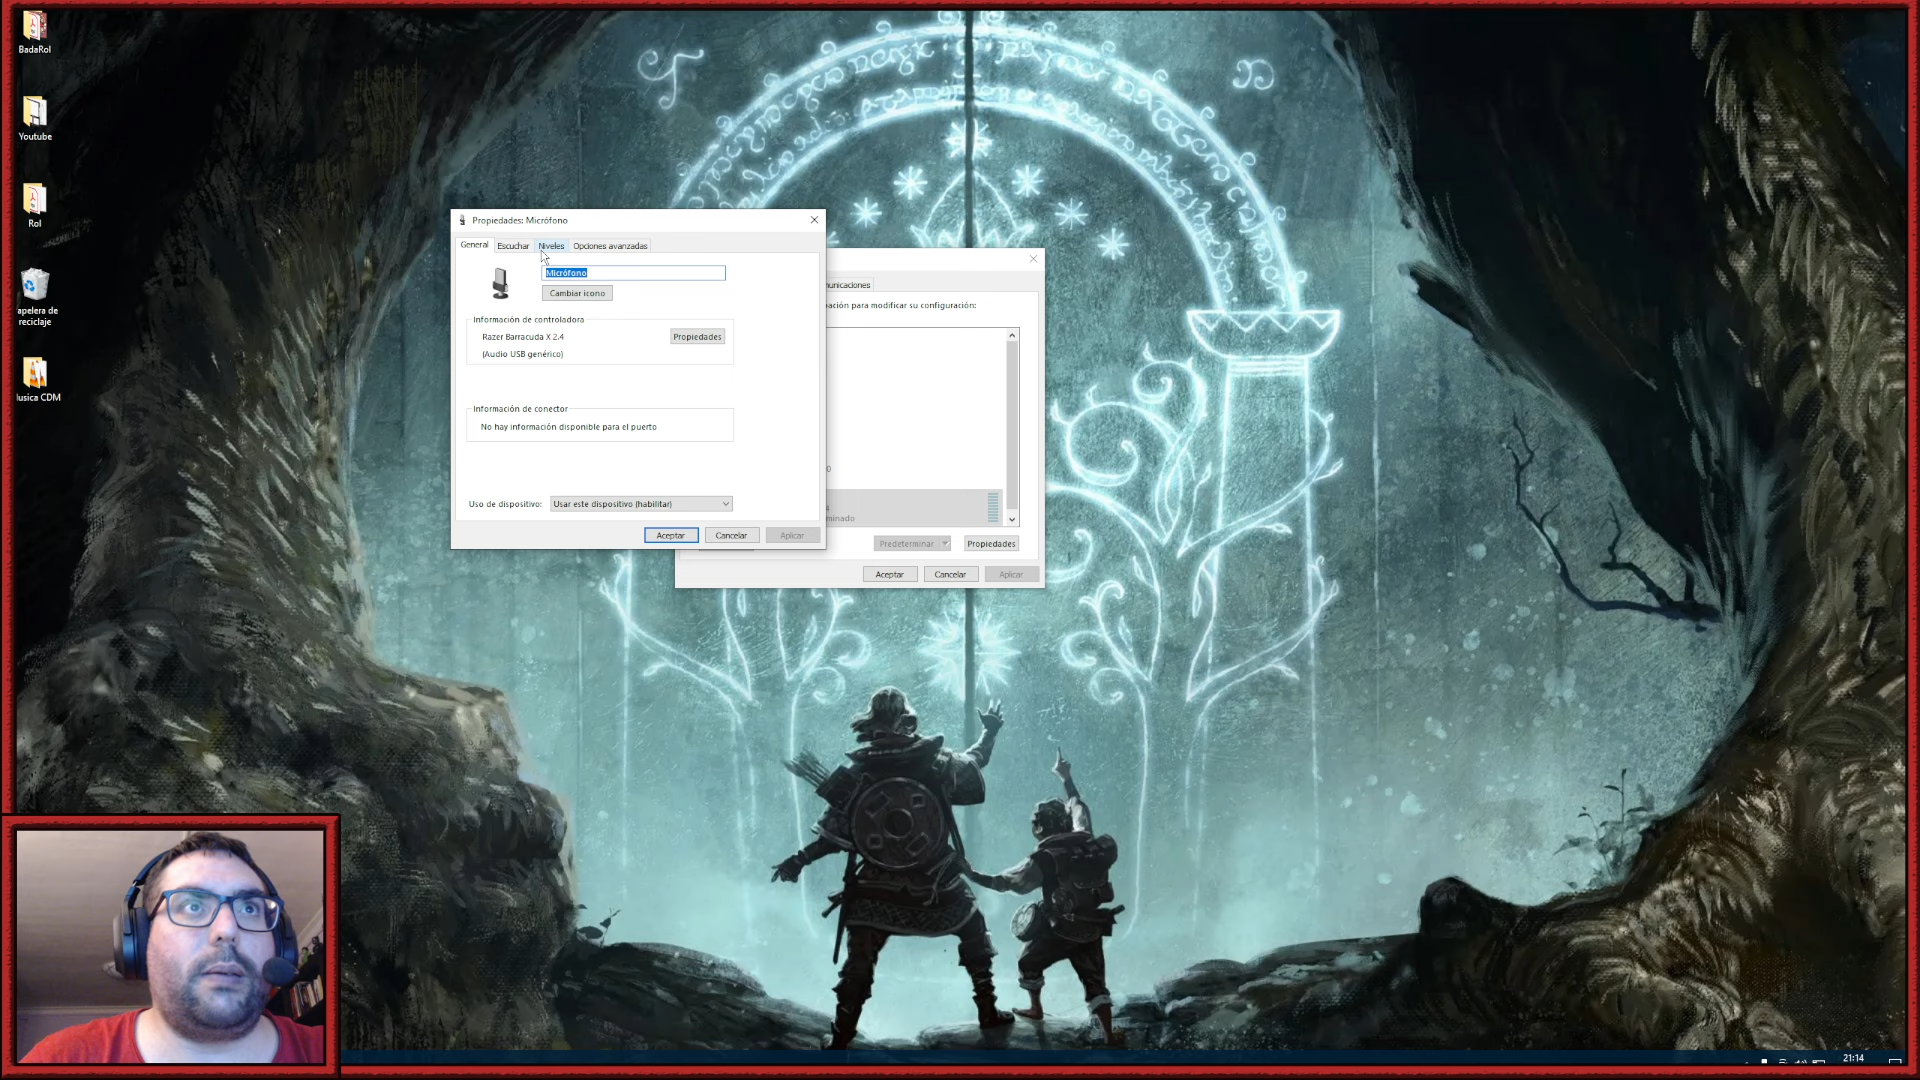 BadaRol
Youtube
Rol
apelera de
reciclaje
usica CDM
Propiedades: Micrófono
General
Escuchar
Niveles
Opciones avanzadas
Micrófono
Cambiar icono
Información de controladora
Razer Barracuda X 2.4
Propiedades
(Audio USB genérico)
Información de conector
No hay información disponible para el puerto
Uso de dispositivo:
Usar este dispositivo (habilitar)
Aceptar
Cancelar
Aplicar
municaciones
ación para modificar su configuración:
minado
Predeterminar
Propiedades
Aceptar
Cancelar
Aplicar
21:14